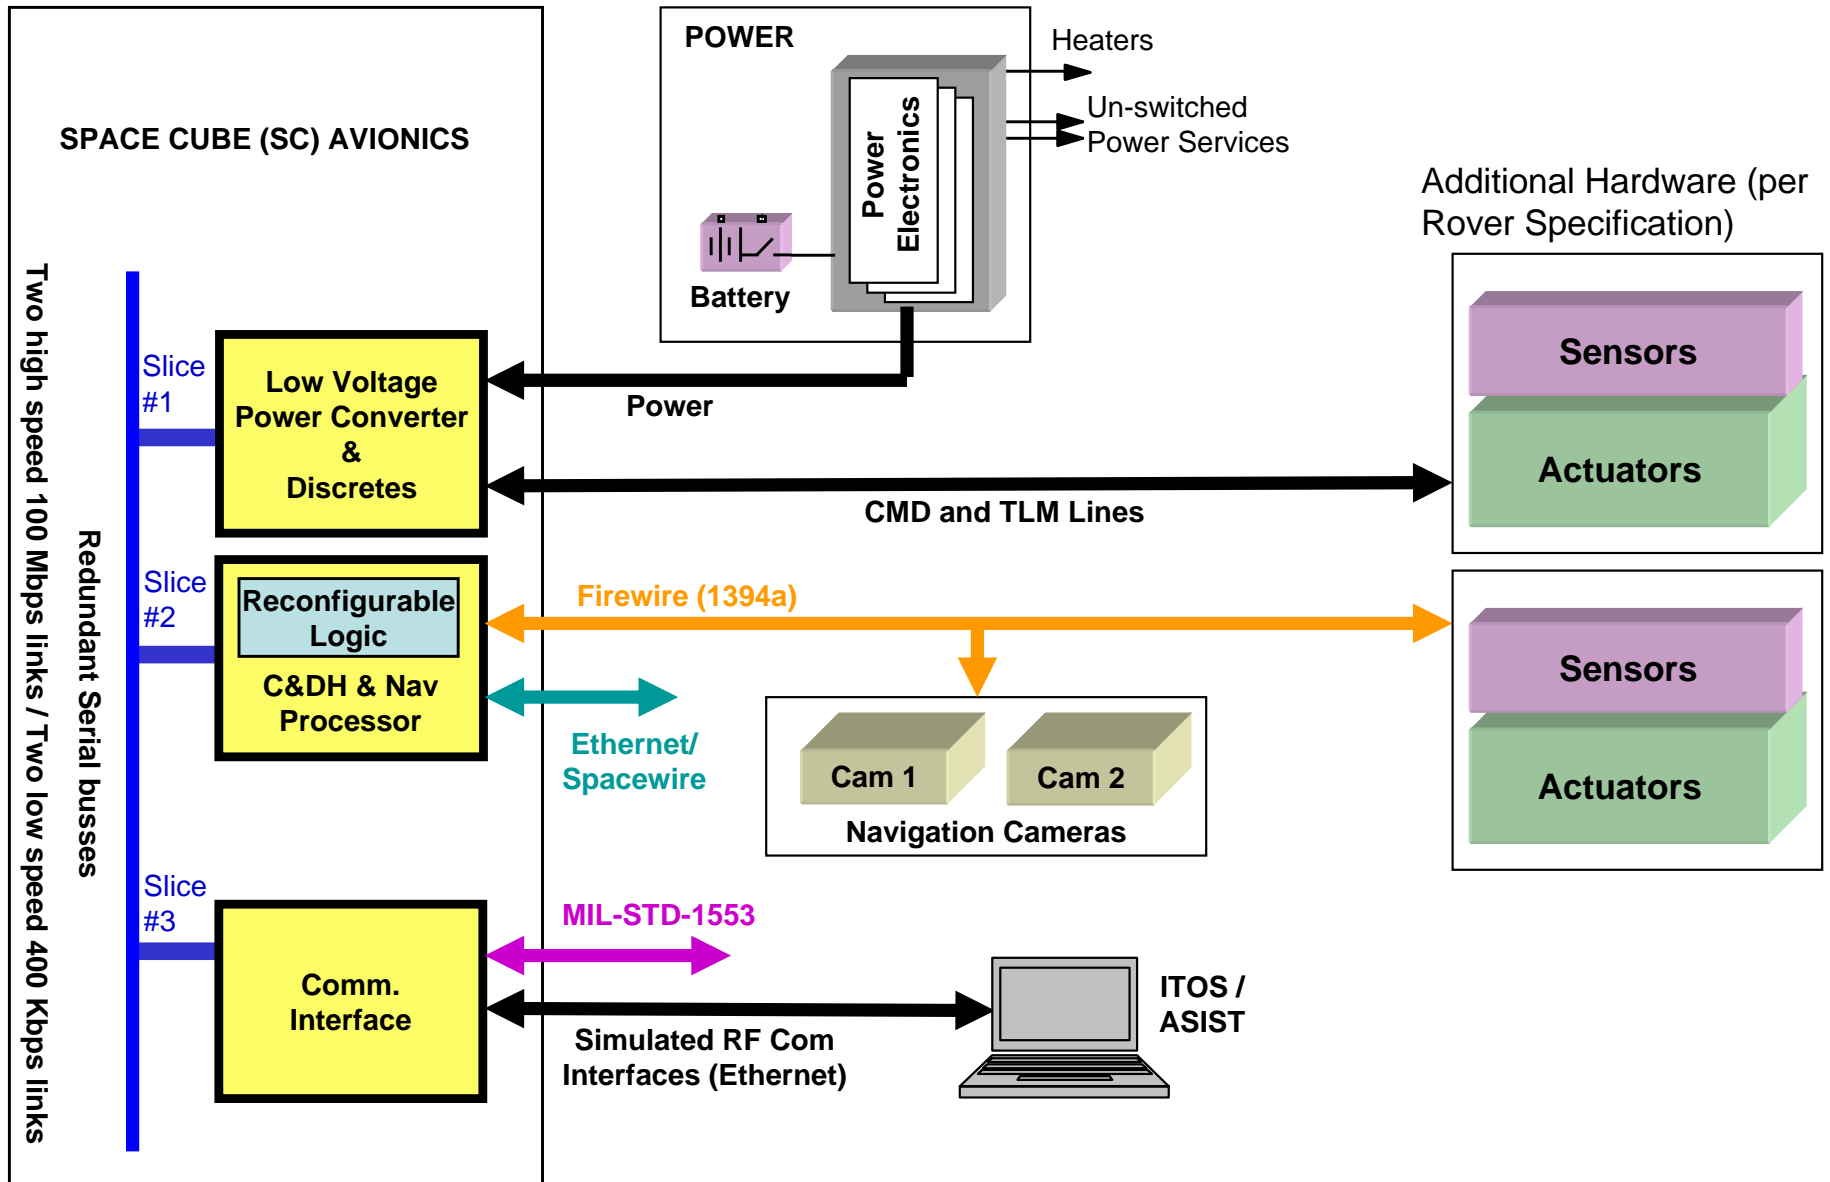 POWER
Heaters
Un-switched
Power Services
Power
Electronics
Battery
SPACE CUBE (SC) AVIONICS
Additional Hardware (per
Rover Specification)
Two high speed 100 Mbps links / Two low speed 400 Kbps links
Redundant Serial busses
Slice
#1
Low Voltage
Power Converter
&
Discretes
Power
CMD and TLM Lines
Sensors
Actuators
Slice
#2
Reconfigurable
Logic
C&DH & Nav
Processor
Firewire (1394a)
Ethernet/
Spacewire
Cam 1
Cam 2
Navigation Cameras
Sensors
Actuators
Slice
#3
Comm.
Interface
MIL-STD-1553
Simulated RF Com
Interfaces (Ethernet)
ITOS /
ASIST